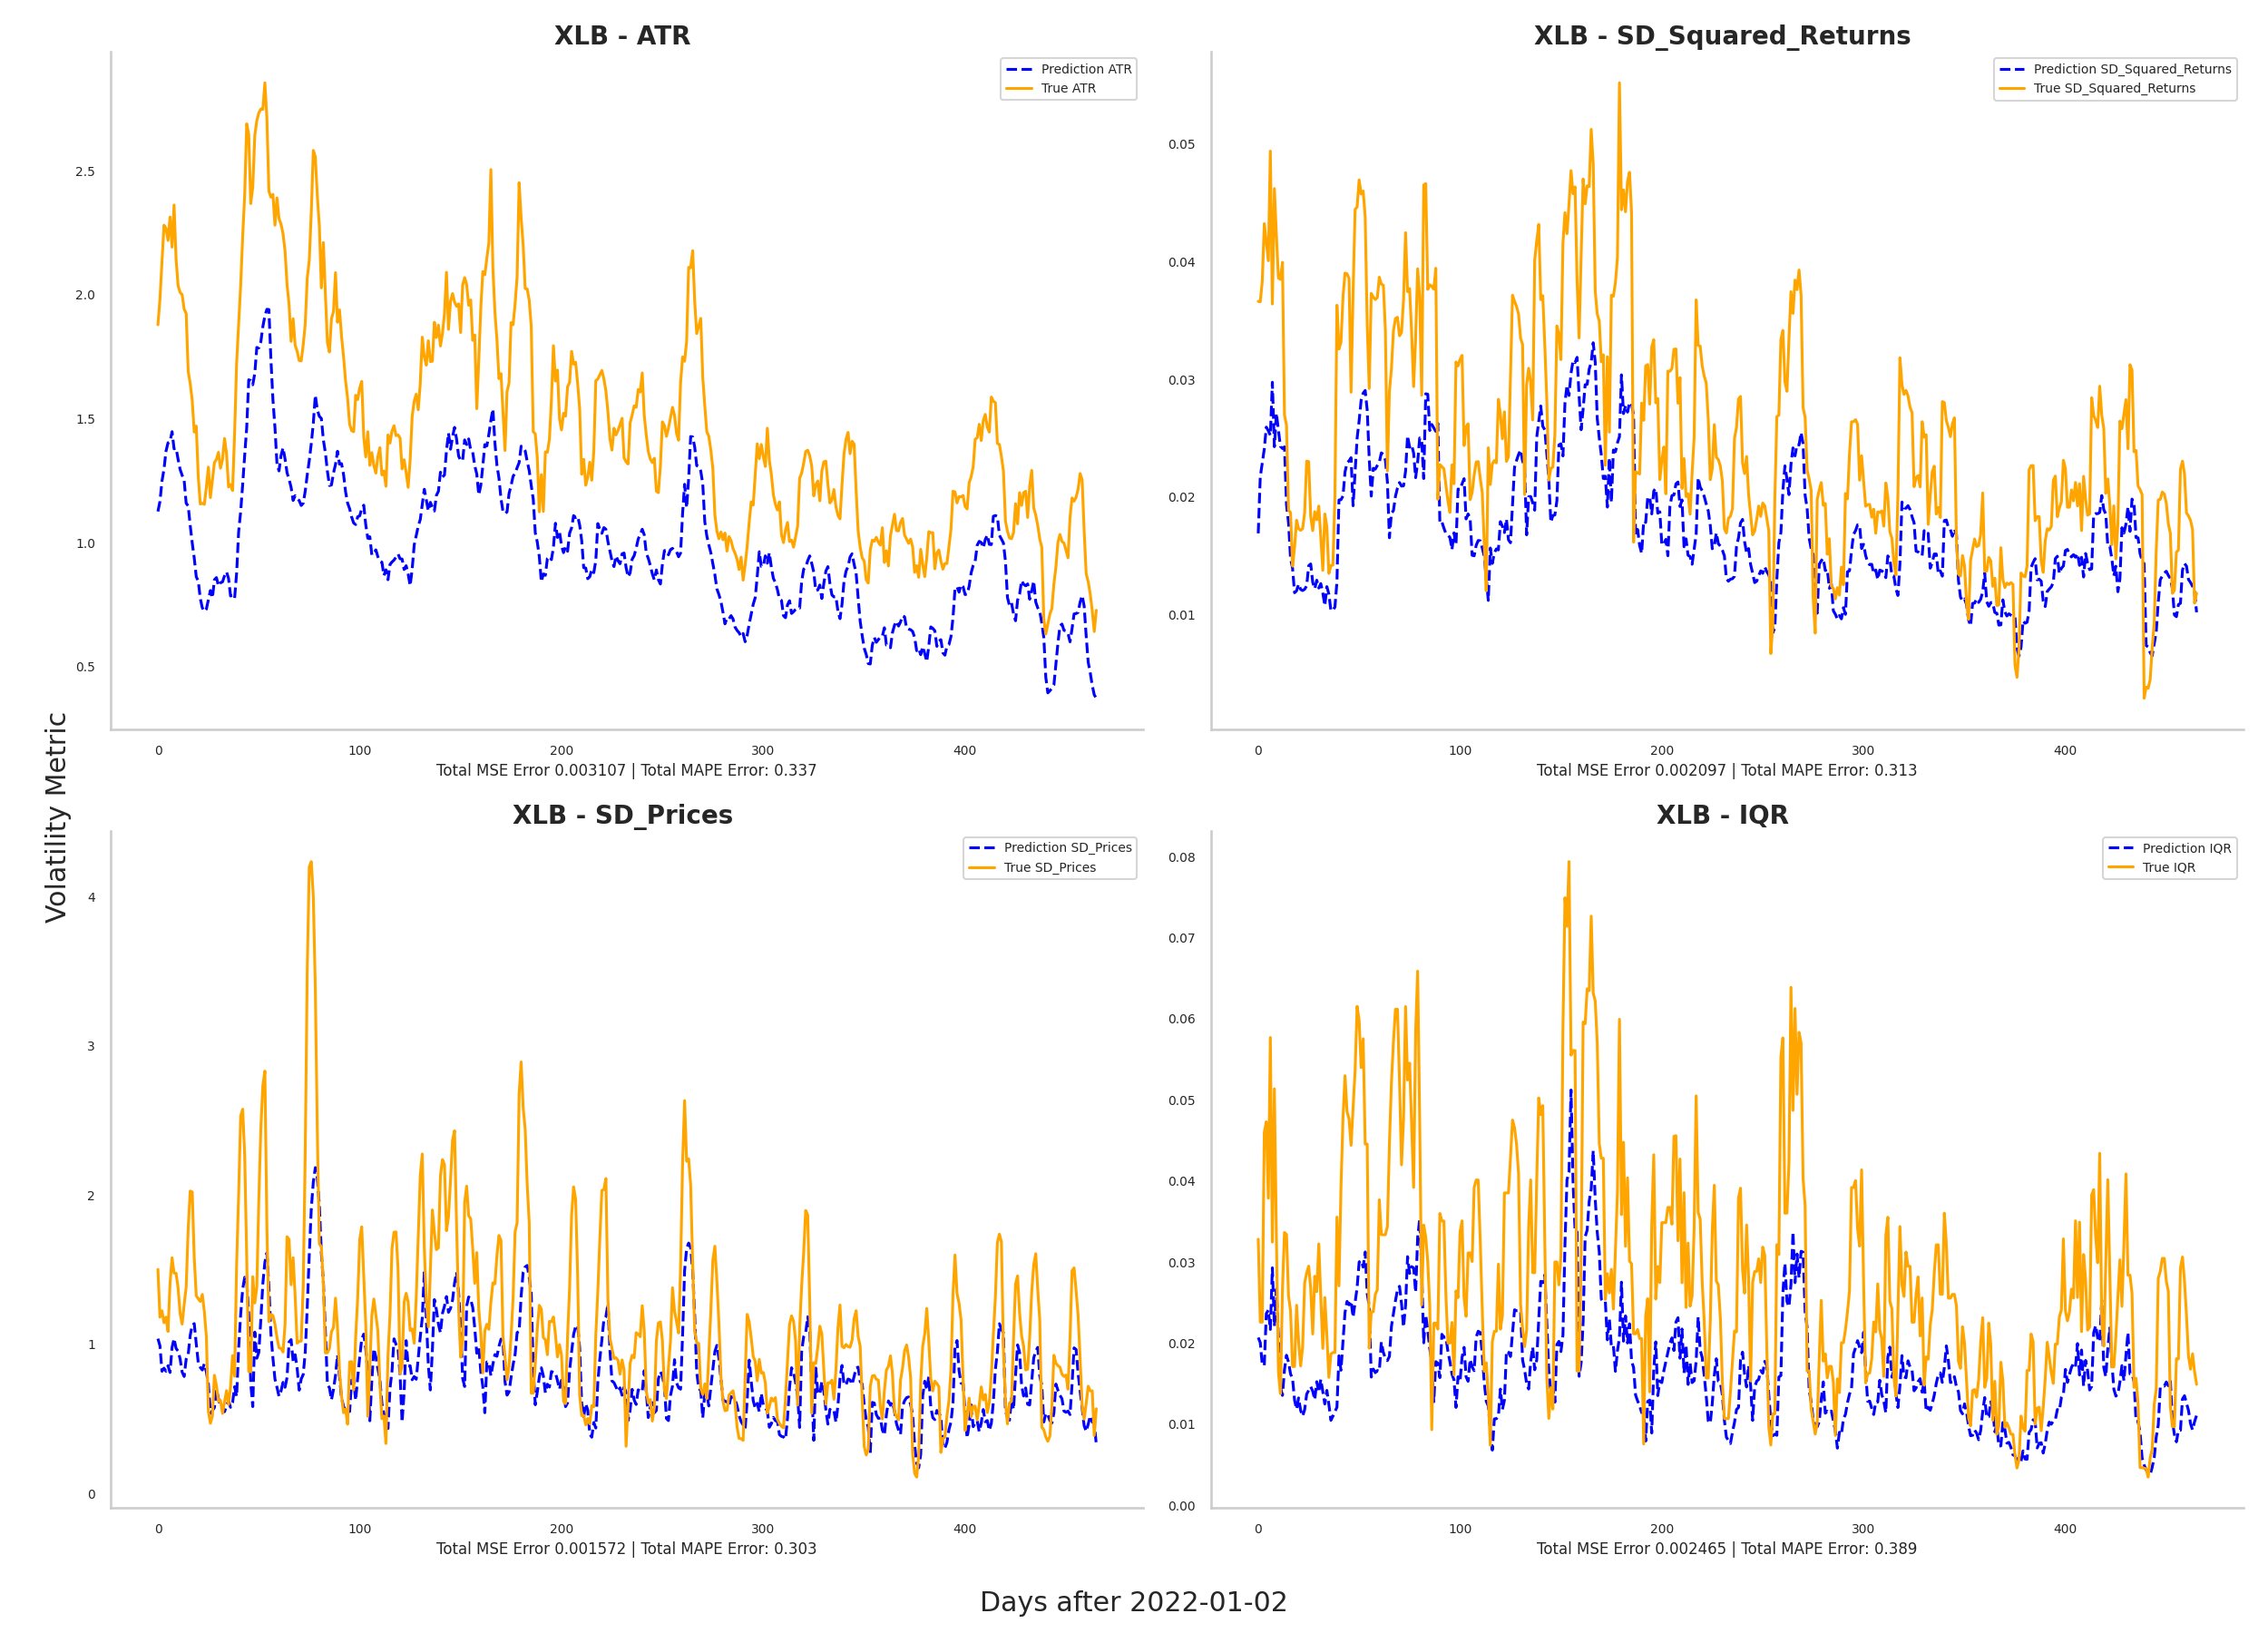 XLB - ATR
Prediction ATR
True ATR
2.5
2.0
1.5
1.0
0.5
0 100 200 300 400
Total MSE Error 0.003107 | Total MAPE Error: 0.337
XLB - SD_Squared_Returns
Prediction SD_Squared_Returns
True SD_Squared_Returns
0.05
0.04
0.03
0.02
0.01
0 100 200 300 400
Total MSE Error 0.002097 | Total MAPE Error: 0.313
Volatility Metric
XLB - SD_Prices
Prediction SD_Prices
True SD_Prices
4
3
2
1
0
0 100 200 300 400
Total MSE Error 0.001572 | Total MAPE Error: 0.303
XLB - IQR
Prediction IQR
True IQR
0.08
0.07
0.06
0.05
0.04
0.03
0.02
0.01
0.00
0 100 200 300 400
Total MSE Error 0.002465 | Total MAPE Error: 0.389
Days after 2022-01-02